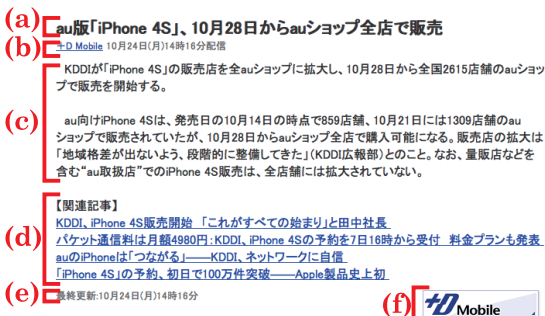 (a) au版「iPhone 4S」、10月28日からauショップ全店で販売
(b) +D Mobile 10月24日(月)14時16分配信
(c) KDDIが「iPhone 4S」の販売店を全auショップに拡大し、10月28日から全国2615店舗のauショッ
プで販売を開始する。
au向けiPhone 4Sは、発売日の10月14日の時点で859店舗、10月21日には1309店舗のau
ショップで販売されていたが、10月28日からauショップ全店で購入可能になる。販売店の拡大は
「地域格差が出ないよう、段階的に整備してきた」（KDDI広報部）とのこと。なお、量販店などを
含む“au取扱店”でのiPhone 4S販売は、全店舗には拡大されていない。
(d) 【関連記事】
KDDI、iPhone 4S販売開始　「これがすべての始まり」と田中社長
パケット通信料は月額4980円：KDDI、iPhone 4Sの予約を7日16時から受付　料金プランも発表
auのiPhoneは「つながる」――KDDI、ネットワークに自信
「iPhone 4S」の予約、初日で100万件突破――Apple製品史上初
(e) 最終更新:10月24日(月)14時16分
(f) +D Mobile